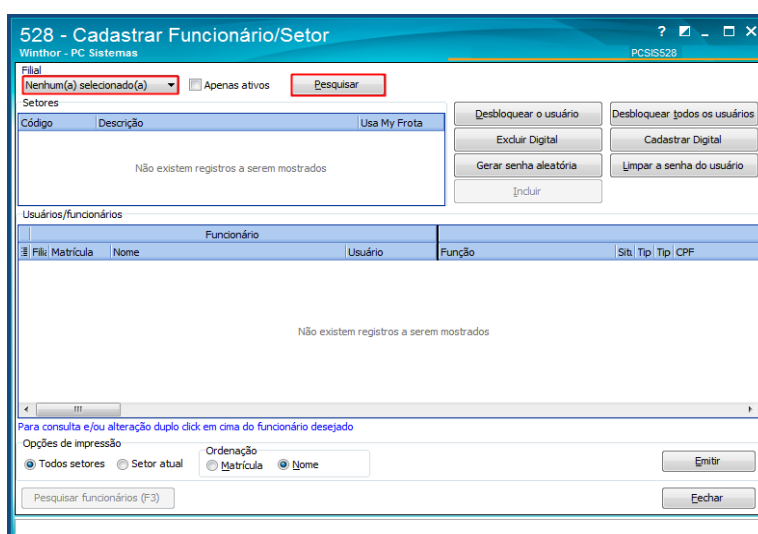 528 - Cadastrar Funcionário/Setor
Winthor - PC Sistemas
PCSIS528
Filial
Nenhum(a) selecionado(a)
Apenas ativos
Pesquisar
Setores
Código Descrição Usa My Frota
Não existem registros a serem mostrados
Desbloquear o usuário Desbloquear todos os usuários
Excluir Digital Cadastrar Digital
Gerar senha aleatória Limpar a senha do usuário
Incluir
Usuários/funcionários
Funcionário
Filia Matrícula Nome Usuário Função Situ Tip Tip CPF
Não existem registros a serem mostrados
Para consulta e/ou alteração duplo click em cima do funcionário desejado
Opções de impressão
Todos setores Setor atual
Ordenação
Matrícula Nome
Emitir
Pesquisar funcionários (F3)
Fechar